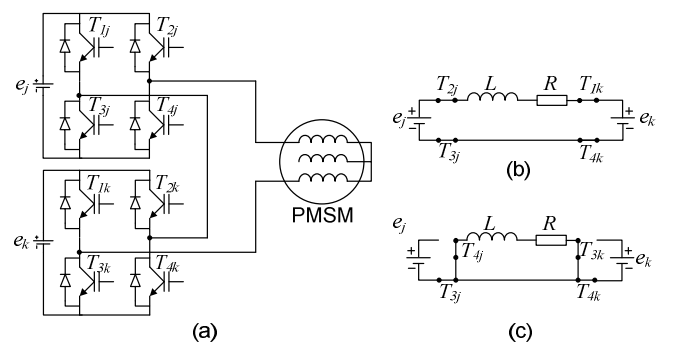 T1j T2j
ej
T3j T4j
T1k T2k
ek
T3k T4k
PMSM
(a)
T2j L R T1k
ej ek
T3j T4k
(b)
ej L R
T4j T3k
ek
T3j T4k
(c)